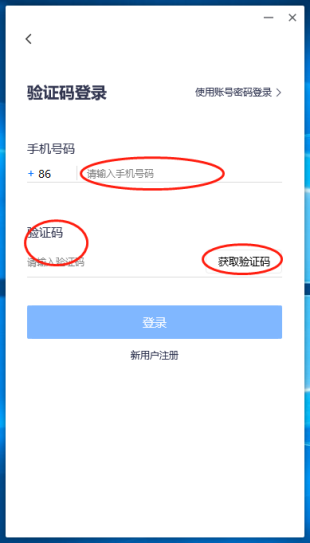 验证码登录
使用账号密码登录 >
手机号码
+ 86 请输入手机号码
验证码
请输入验证码 获取验证码
登录
新用户注册